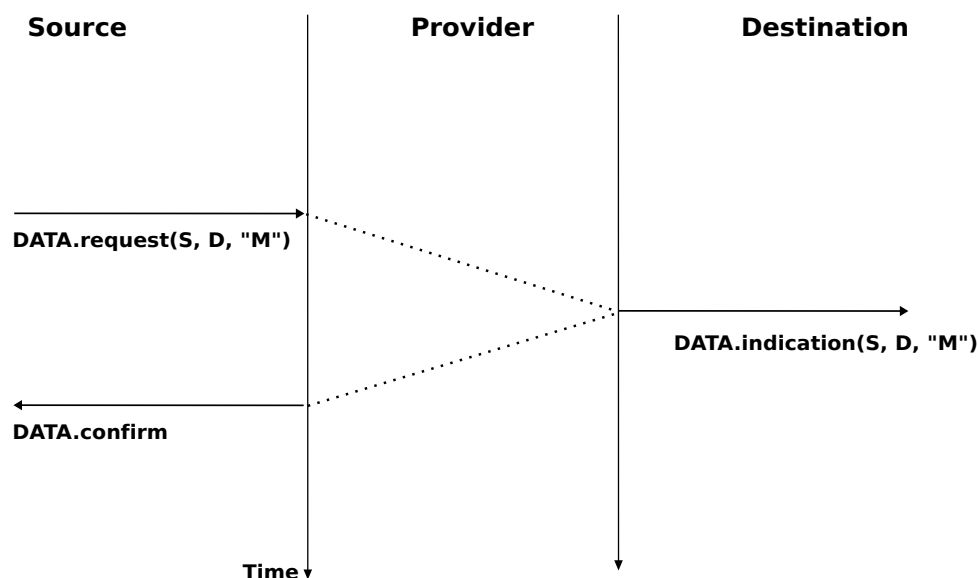 Source
Provider
Destination
DATA.request(S, D, "M")
DATA.indication(S, D, "M")
DATA.confirm
Time